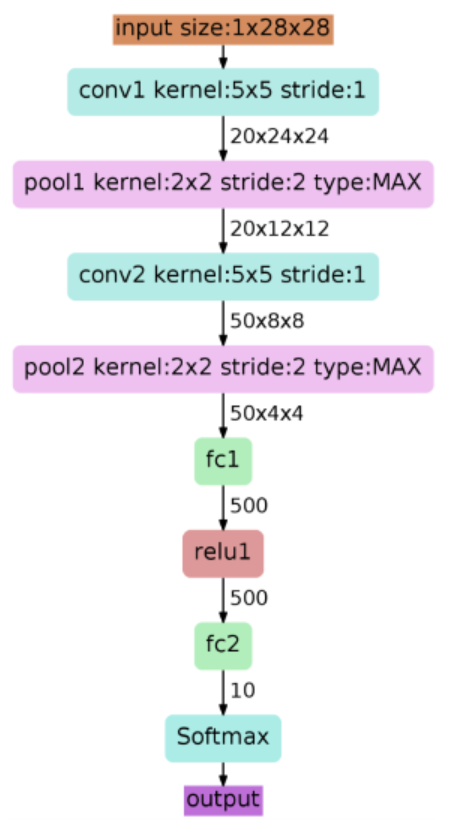 input size:1x28x28
conv1 kernel:5x5 stride:1
20x24x24
pool1 kernel:2x2 stride:2 type:MAX
20x12x12
conv2 kernel:5x5 stride:1
50x8x8
pool2 kernel:2x2 stride:2 type:MAX
50x4x4
fc1
500
relu1
500
fc2
10
Softmax
output